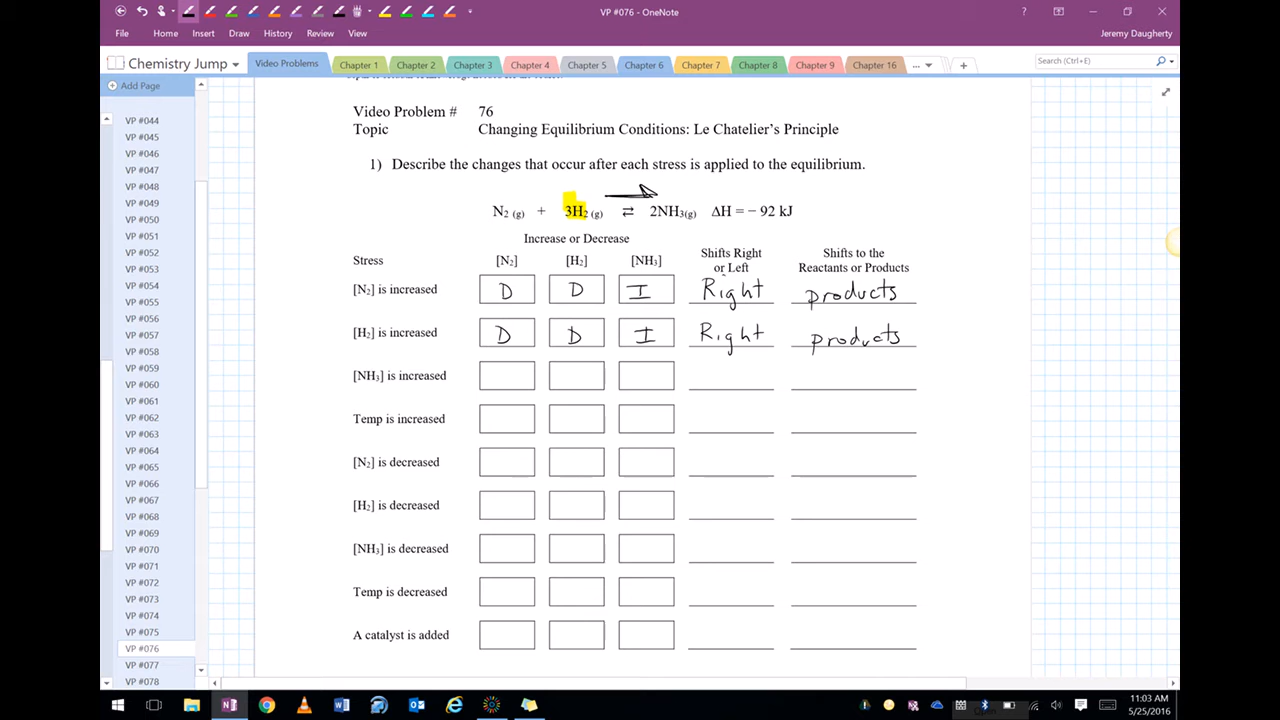 VP #076 - OneNote
Jeremy Daugherty
File Home Insert Draw History Review View
Chemistry Jump Video Problems Chapter 1 Chapter 2 Chapter 3 Chapter 4 Chapter 5 Chapter 6 Chapter 7 Chapter 8 Chapter 9 Chapter 16 ... Search (Ctrl+E)
Add Page
VP #044
VP #045
VP #046
VP #047
VP #048
VP #049
VP #050
VP #051
VP #052
VP #053
VP #054
VP #055
VP #056
VP #057
VP #058
VP #059
VP #060
VP #061
VP #062
VP #063
VP #064
VP #065
VP #066
VP #067
VP #068
VP #069
VP #070
VP #071
VP #072
VP #073
VP #074
VP #075
VP #076
VP #077
VP #078
Video Problem # 76
Topic Changing Equilibrium Conditions: Le Chatelier's Principle
1) Describe the changes that occur after each stress is applied to the equilibrium.
N₂ (g) + 3H₂ (g) ⇄ 2NH₃(g) ΔH = − 92 kJ
Increase or Decrease
Stress [N₂] [H₂] [NH₃] Shifts Right or Left Shifts to the Reactants or Products
[N₂] is increased D D I Right products
[H₂] is increased D D I Right products
[NH₃] is increased
Temp is increased
[N₂] is decreased
[H₂] is decreased
[NH₃] is decreased
Temp is decreased
A catalyst is added
11:03 AM
5/25/2016